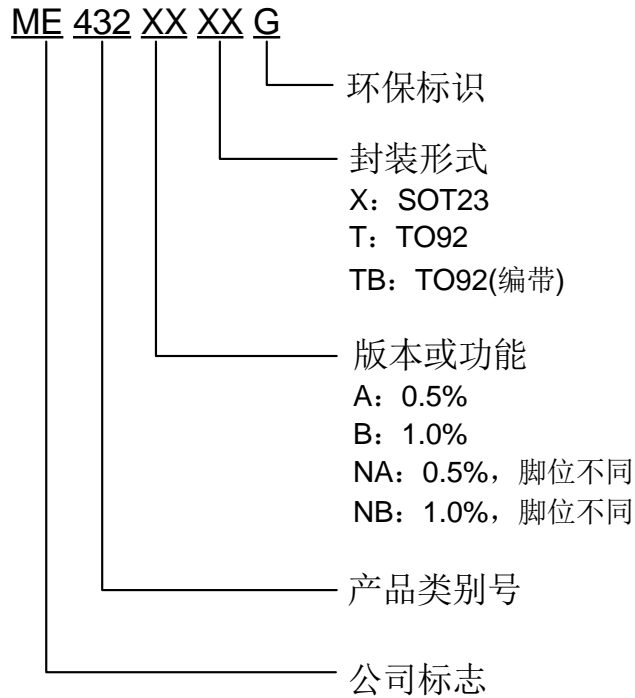 ME 432 XX XX G
环保标识
封装形式
X：SOT23
T：TO92
TB：TO92(编带)
版本或功能
A：0.5%
B：1.0%
NA：0.5%，脚位不同
NB：1.0%，脚位不同
产品类别号
公司标志